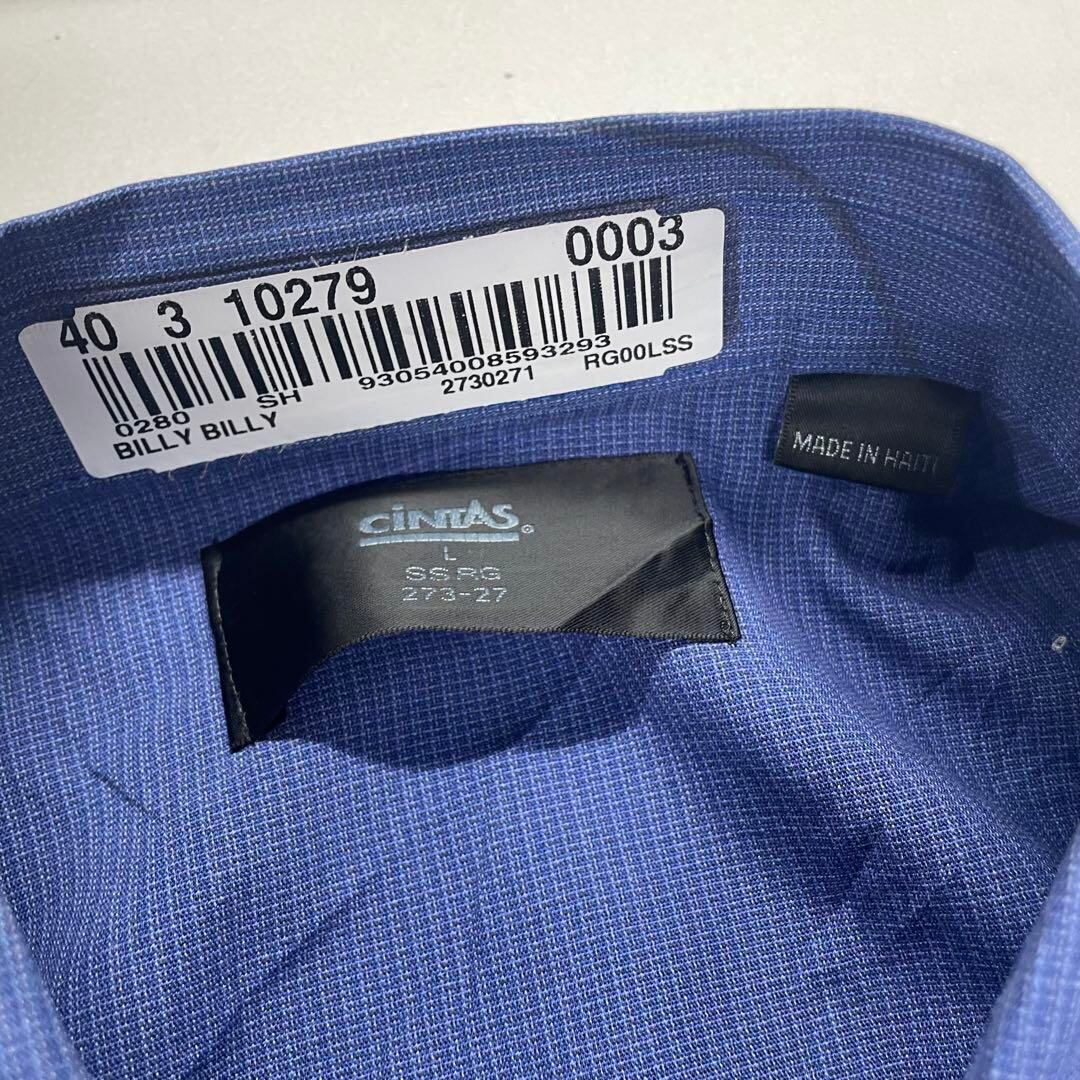 40 3 10279 0003
0280 SH 93054008593293
BILLY BILLY 2730271 RG00LSS
MADE IN HAITI
CINTAS®
L
SS RG
273-27